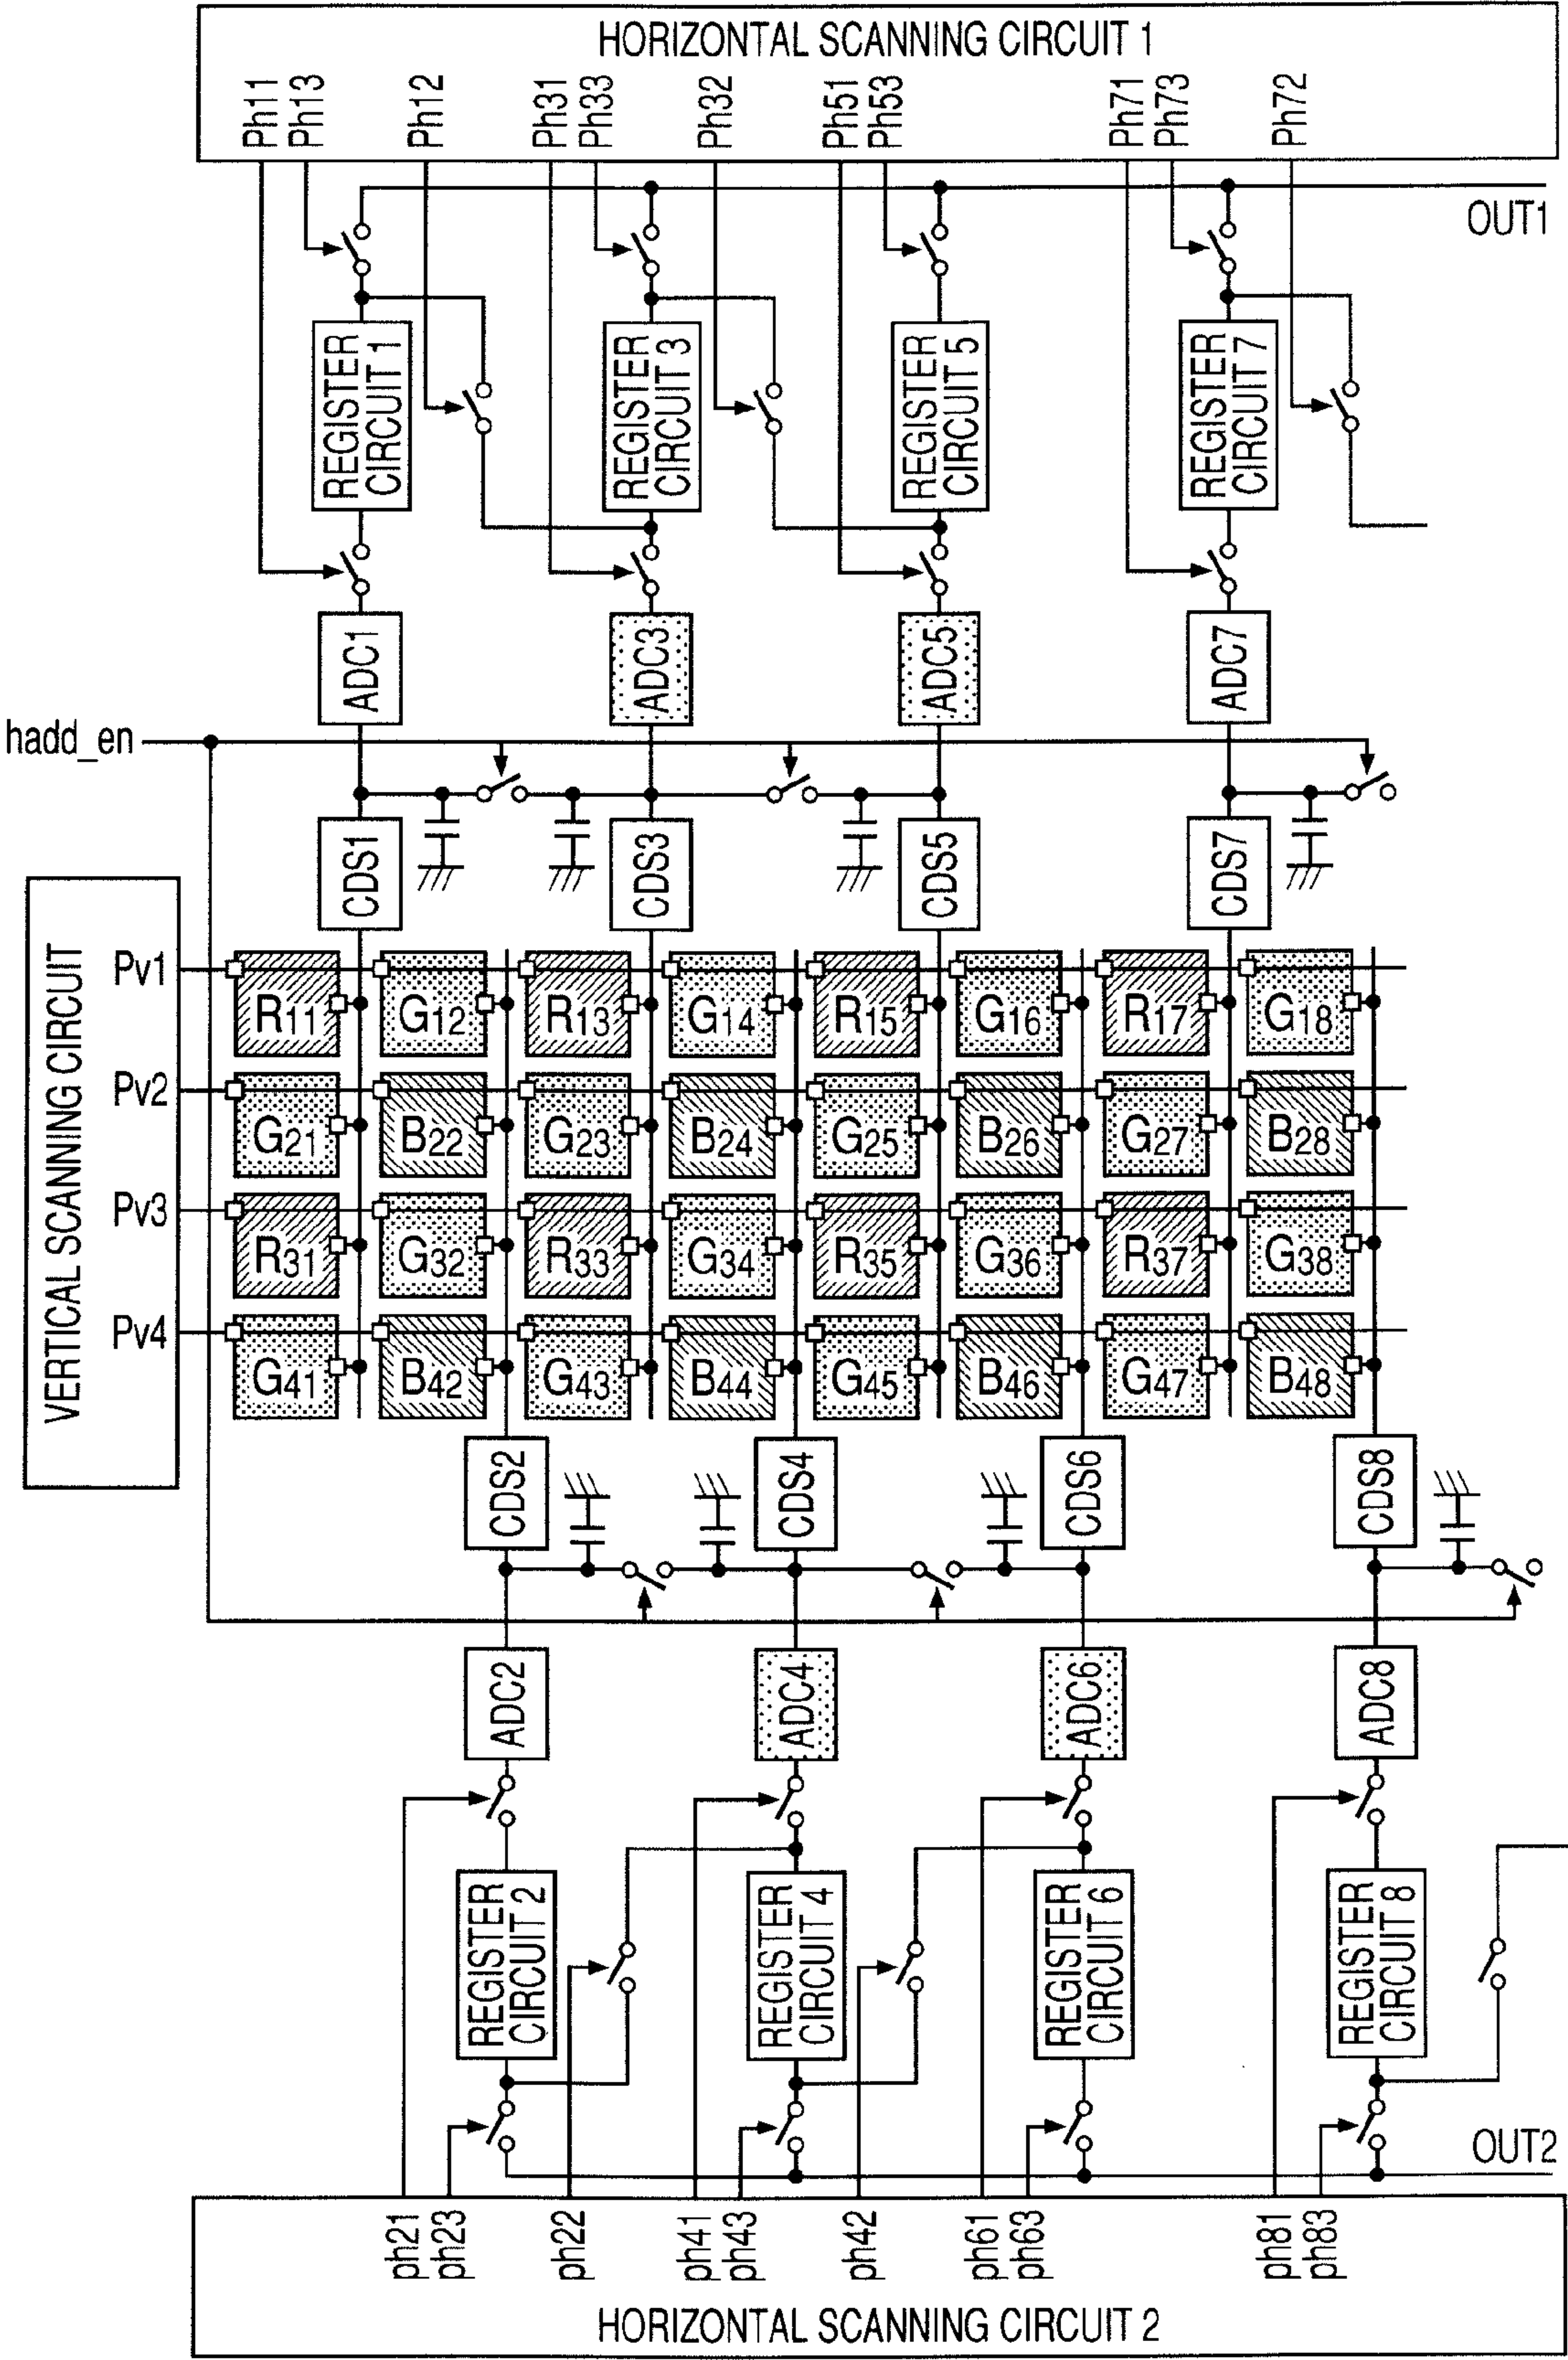 HORIZONTAL SCANNING CIRCUIT 1
Ph11 Ph13 Ph12 Ph31 Ph33 Ph32 Ph51 Ph53 Ph71 Ph73 Ph72
OUT1
REGISTER CIRCUIT 1
REGISTER CIRCUIT 3
REGISTER CIRCUIT 5
REGISTER CIRCUIT 7
ADC1 ADC3 ADC5 ADC7
hadd_en
CDS1 CDS3 CDS5 CDS7
VERTICAL SCANNING CIRCUIT
Pv1 R11 G12 R13 G14 R15 G16 R17 G18
Pv2 G21 B22 G23 B24 G25 B26 G27 B28
Pv3 R31 G32 R33 G34 R35 G36 R37 G38
Pv4 G41 B42 G43 B44 G45 B46 G47 B48
CDS2 CDS4 CDS6 CDS8
ADC2 ADC4 ADC6 ADC8
REGISTER CIRCUIT 2
REGISTER CIRCUIT 4
REGISTER CIRCUIT 6
REGISTER CIRCUIT 8
OUT2
ph21 ph23 ph22 ph41 ph43 ph42 ph61 ph63 ph81 ph83
HORIZONTAL SCANNING CIRCUIT 2